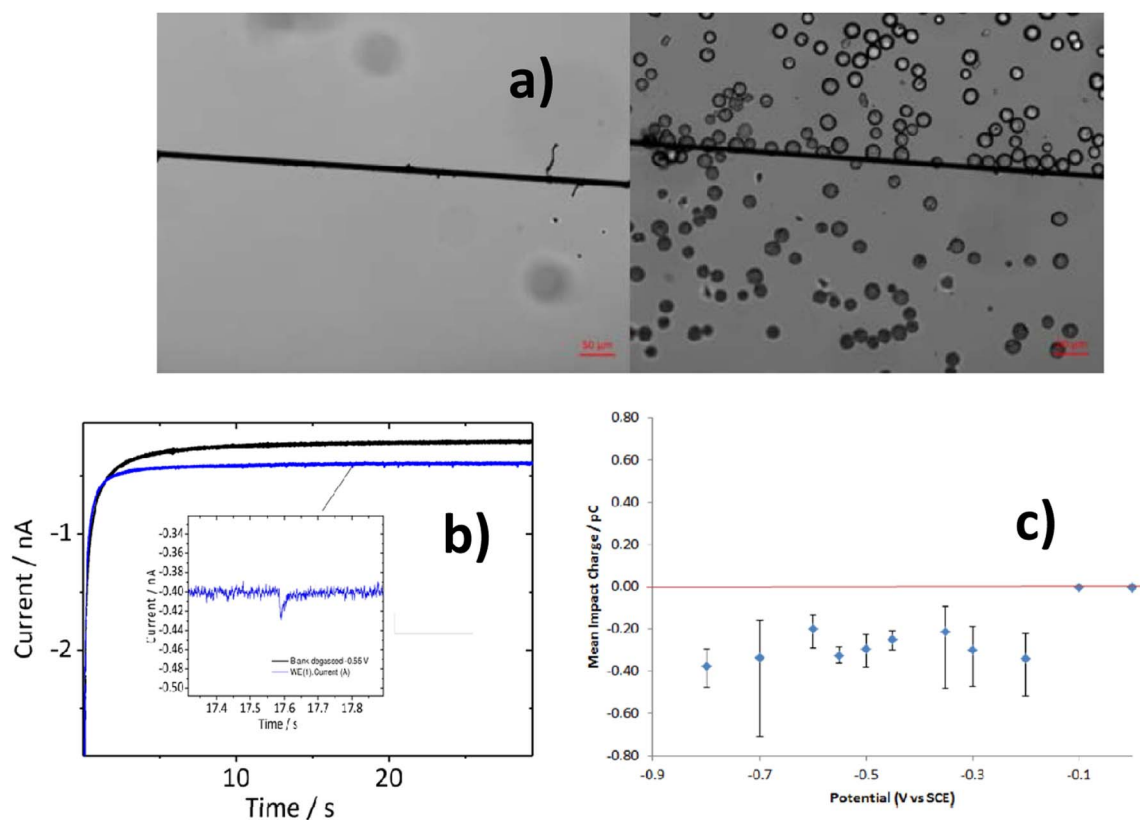 a)
50 μm
b)
Current / nA
-1
-2
10
20
Time / s
Current / nA
-0.34
-0.36
-0.38
-0.40
-0.42
-0.44
-0.46
-0.48
-0.50
17.4
17.5
17.6
17.7
17.8
Time / s
Blank degassed -0.55 V
WE(1).Current (A)
c)
Mean Impact Charge / pC
0.80
0.60
0.40
0.20
0.00
-0.20
-0.40
-0.60
-0.80
-0.9
-0.7
-0.5
-0.3
-0.1
Potential (V vs SCE)